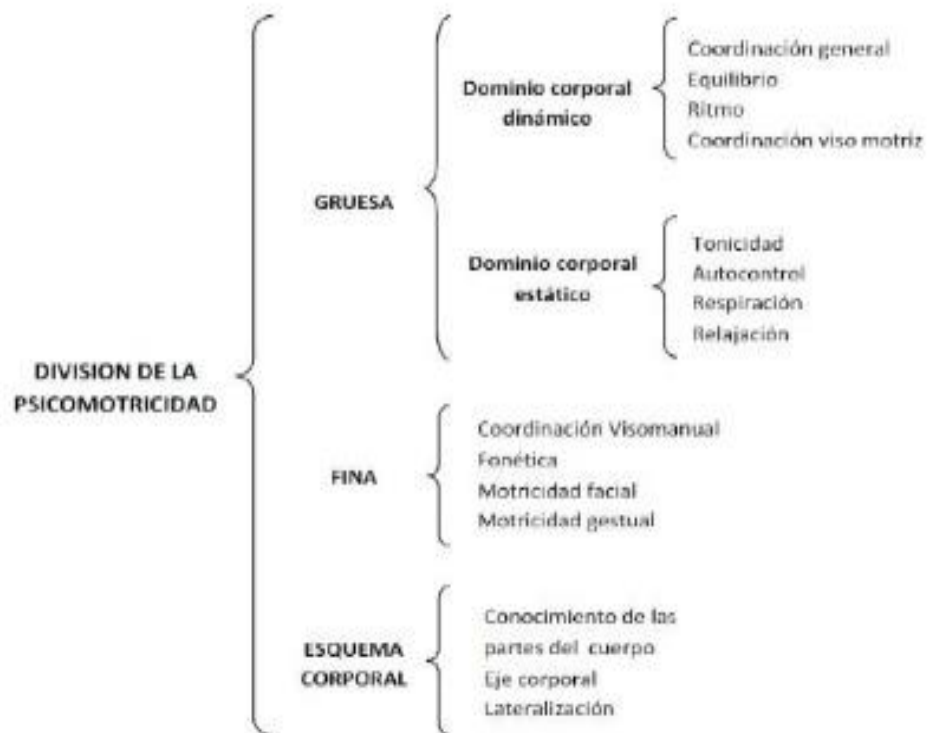 Coordinación general
Equilibrio
Ritmo
Coordinación viso motriz
Dominio corporal
dinámico
GRUESA
Tonicidad
Autocontrol
Respiración
Relajación
Dominio corporal
estático
DIVISION DE LA
PSICOMOTRICIDAD
Coordinación Visomanual
Fonética
Motricidad facial
Motricidad gestual
FINA
Conocimiento de las
partes del cuerpo
Eje corporal
Lateralización
ESQUEMA
CORPORAL